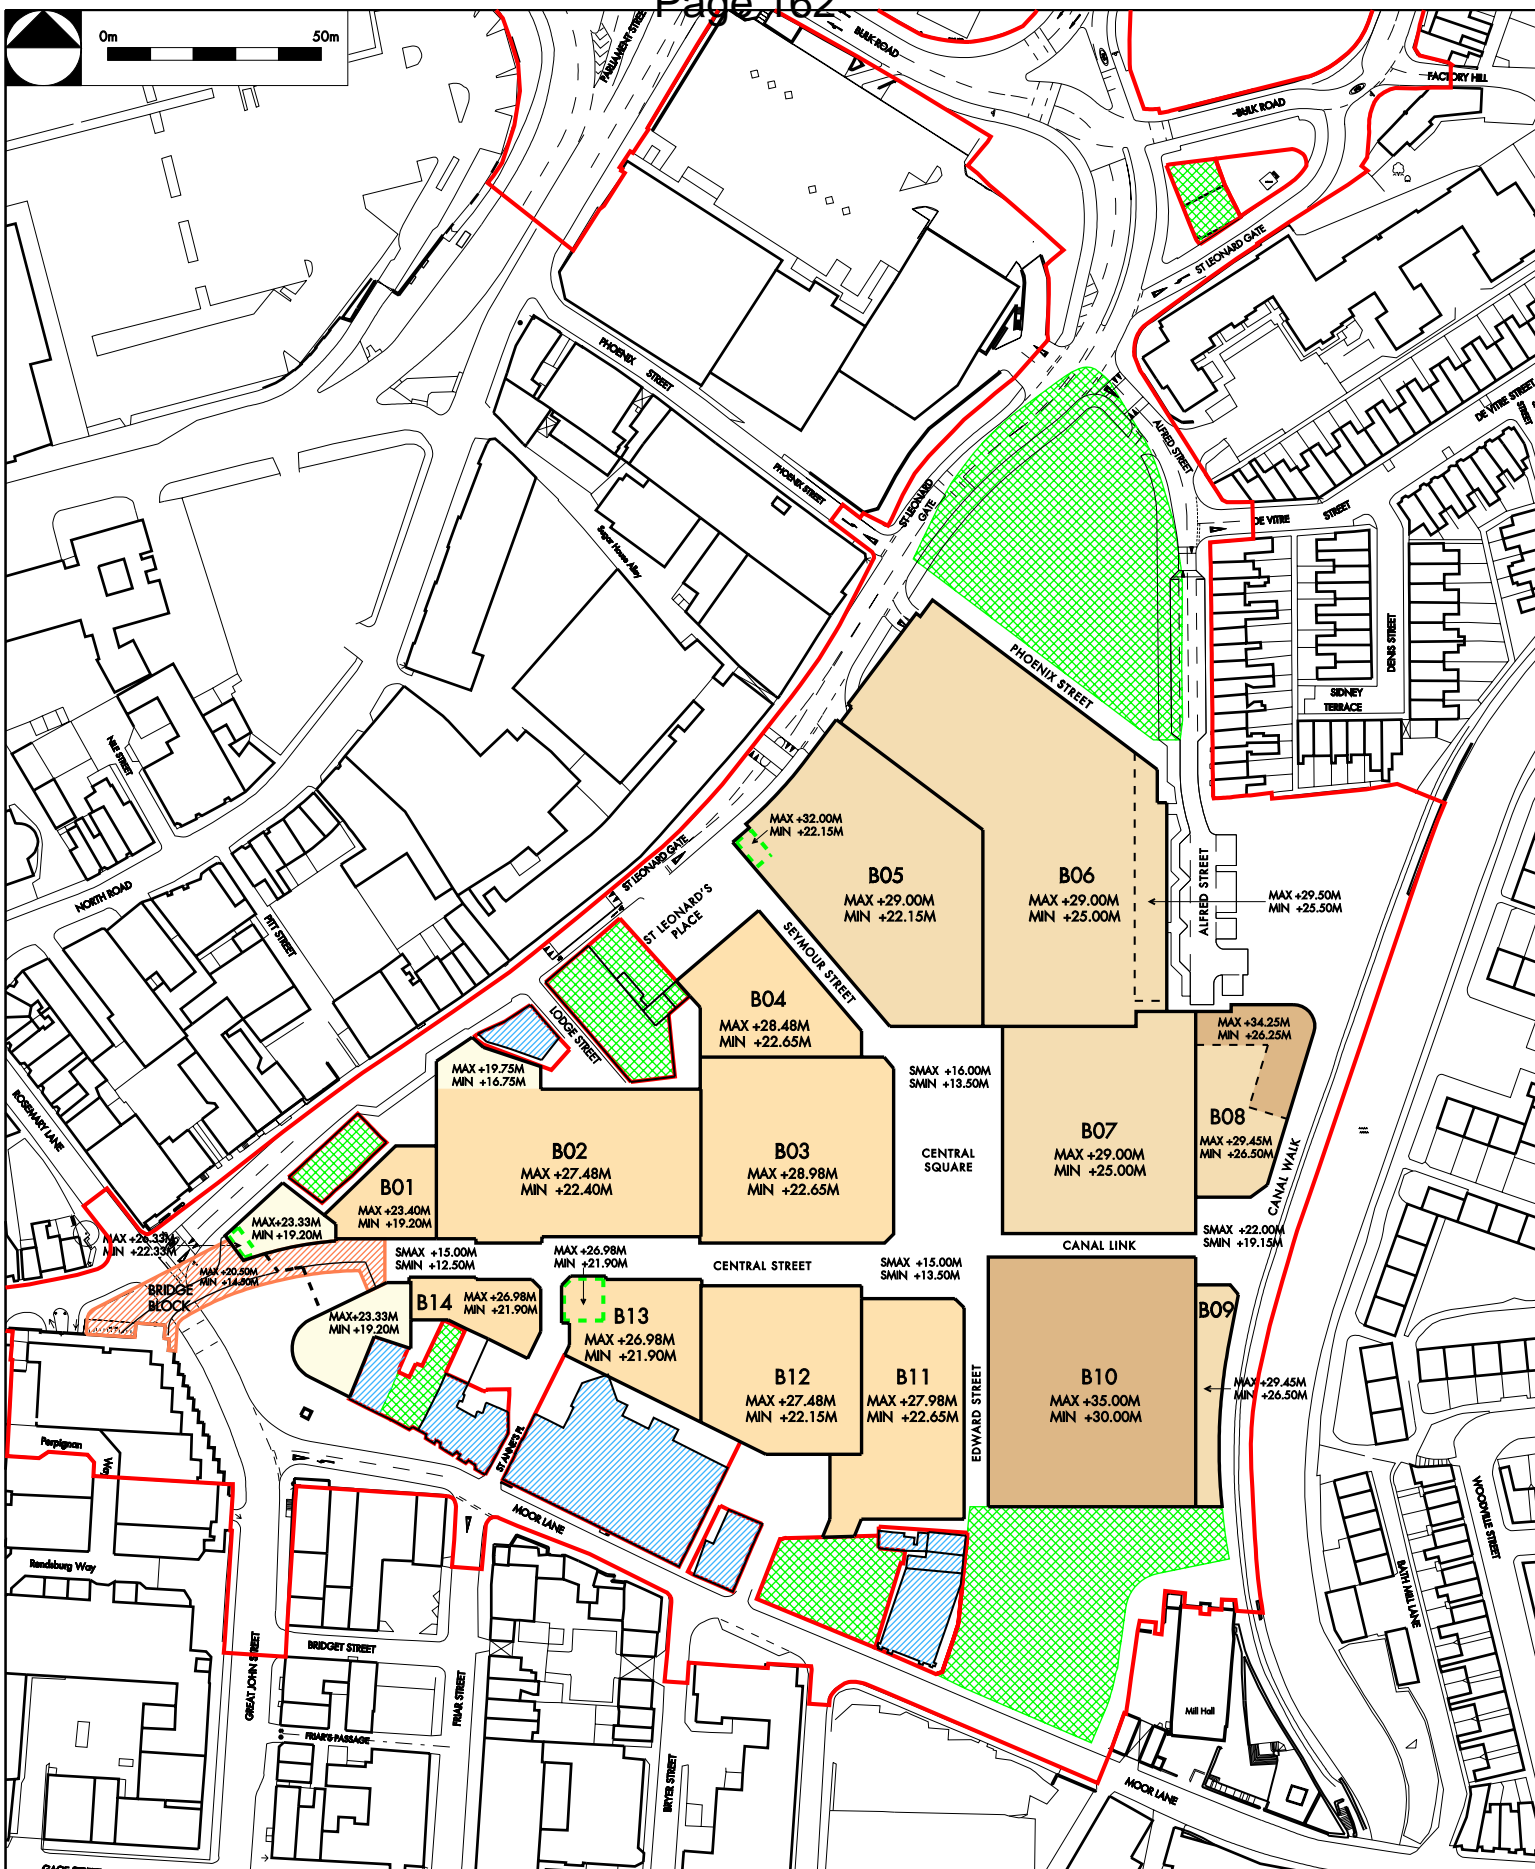 Page 162
0m 50m
PARLIAMENT STREET
BULK ROAD
FACTORY HILL
BULK ROAD
ST LEONARD GATE
PHOENIX STREET
DE VITRE STREET
STREET
ALFRED STREET
PHOENIX STREET
ST LEONARD
GATE
DE VITRE STREET
Sugar House Alley
DENIS STREET
PHOENIX STREET
SIDNEY
TERRACE
NILE STREET
MAX +32.00M
MIN +22.15M
ST LEONARD GATE
B05
MAX +29.00M
MIN +22.15M
B06
MAX +29.00M
MIN +25.00M
ALFRED STREET
MAX +29.50M
MIN +25.50M
NORTH ROAD
PITT STREET
ST LEONARD'S
PLACE
SEYMOUR STREET
B04
MAX +28.48M
MIN +22.65M
LODGE STREET
MAX +34.25M
MIN +26.25M
MAX +19.75M
MIN +16.75M
SMAX +16.00M
SMIN +13.50M
ROSEMARY LANE
B02
MAX +27.48M
MIN +22.40M
B03
MAX +28.98M
MIN +22.65M
CENTRAL
SQUARE
B07
MAX +29.00M
MIN +25.00M
B08
MAX +29.45M
MIN +26.50M
CANAL WALK
B01
MAX +23.40M
MIN +19.20M
MAX+23.33M
MIN +19.20M
MAX +26.33M
MIN +22.33M
SMAX +15.00M
SMIN +12.50M
MAX +26.98M
MIN +21.90M
CENTRAL STREET
SMAX +15.00M
SMIN +13.50M
CANAL LINK
SMAX +22.00M
SMIN +19.15M
MAX +20.50M
MIN +14.50M
BRIDGE
BLOCK
MAX+23.33M
MIN +19.20M
B14
MAX +26.98M
MIN +21.90M
B13
MAX +26.98M
MIN +21.90M
B09
B12
MAX +27.48M
MIN +22.15M
B11
MAX +27.98M
MIN +22.65M
EDWARD STREET
B10
MAX +35.00M
MIN +30.00M
MAX +29.45M
MIN +26.50M
ST ANNE'S PL
Perpignan
Way
MOOR LANE
WOODVILLE STREET
Rendsburg Way
BATH MILL LANE
GREAT JOHN STREET
BRIDGET STREET
FRIAR STREET
FRIAR'S PASSAGE
Mill Hall
BRYER STREET
MOOR LANE